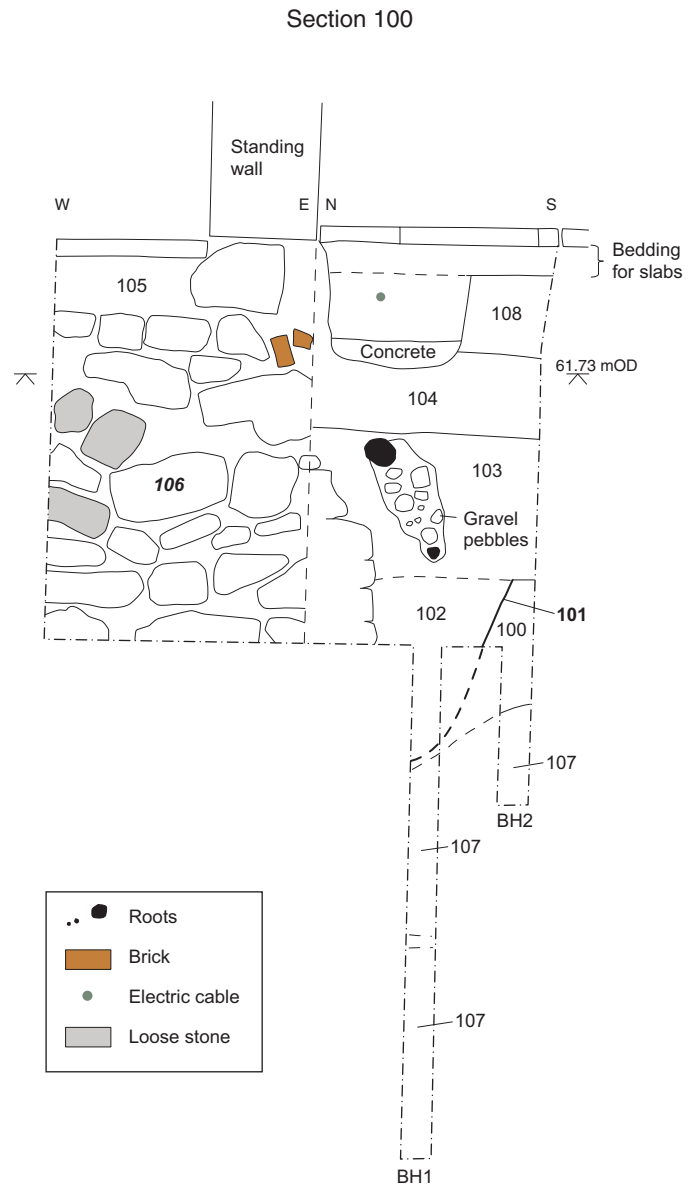 Section 100
Standing
wall
W
E
N
S
Bedding
for slabs
105
108
Concrete
61.73 mOD
104
103
106
Gravel
pebbles
102
101
100
107
BH2
107
Roots
Brick
Electric cable
107
Loose stone
BH1